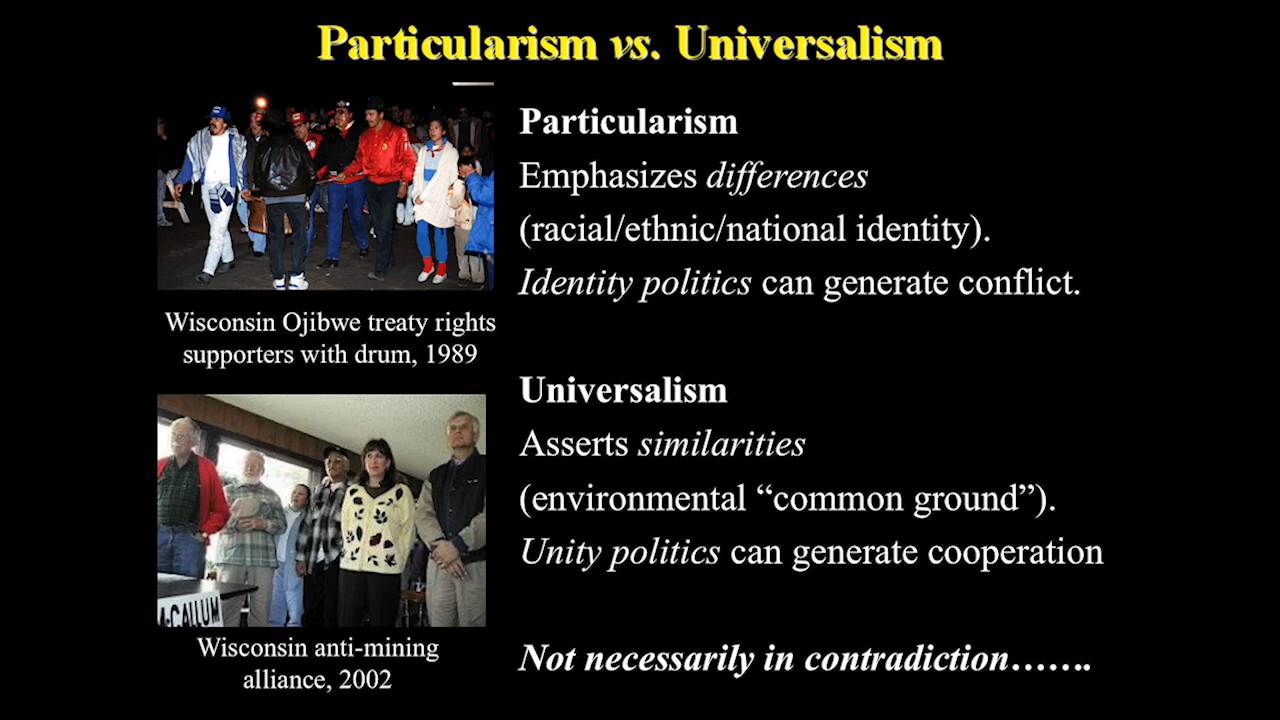 Particularism vs. Universalism
Particularism
Emphasizes differences
(racial/ethnic/national identity).
Identity politics can generate conflict.
Wisconsin Ojibwe treaty rights
supporters with drum, 1989
Universalism
Asserts similarities
(environmental “common ground”).
Unity politics can generate cooperation
McCALLUM
Wisconsin anti-mining
alliance, 2002
Not necessarily in contradiction…….